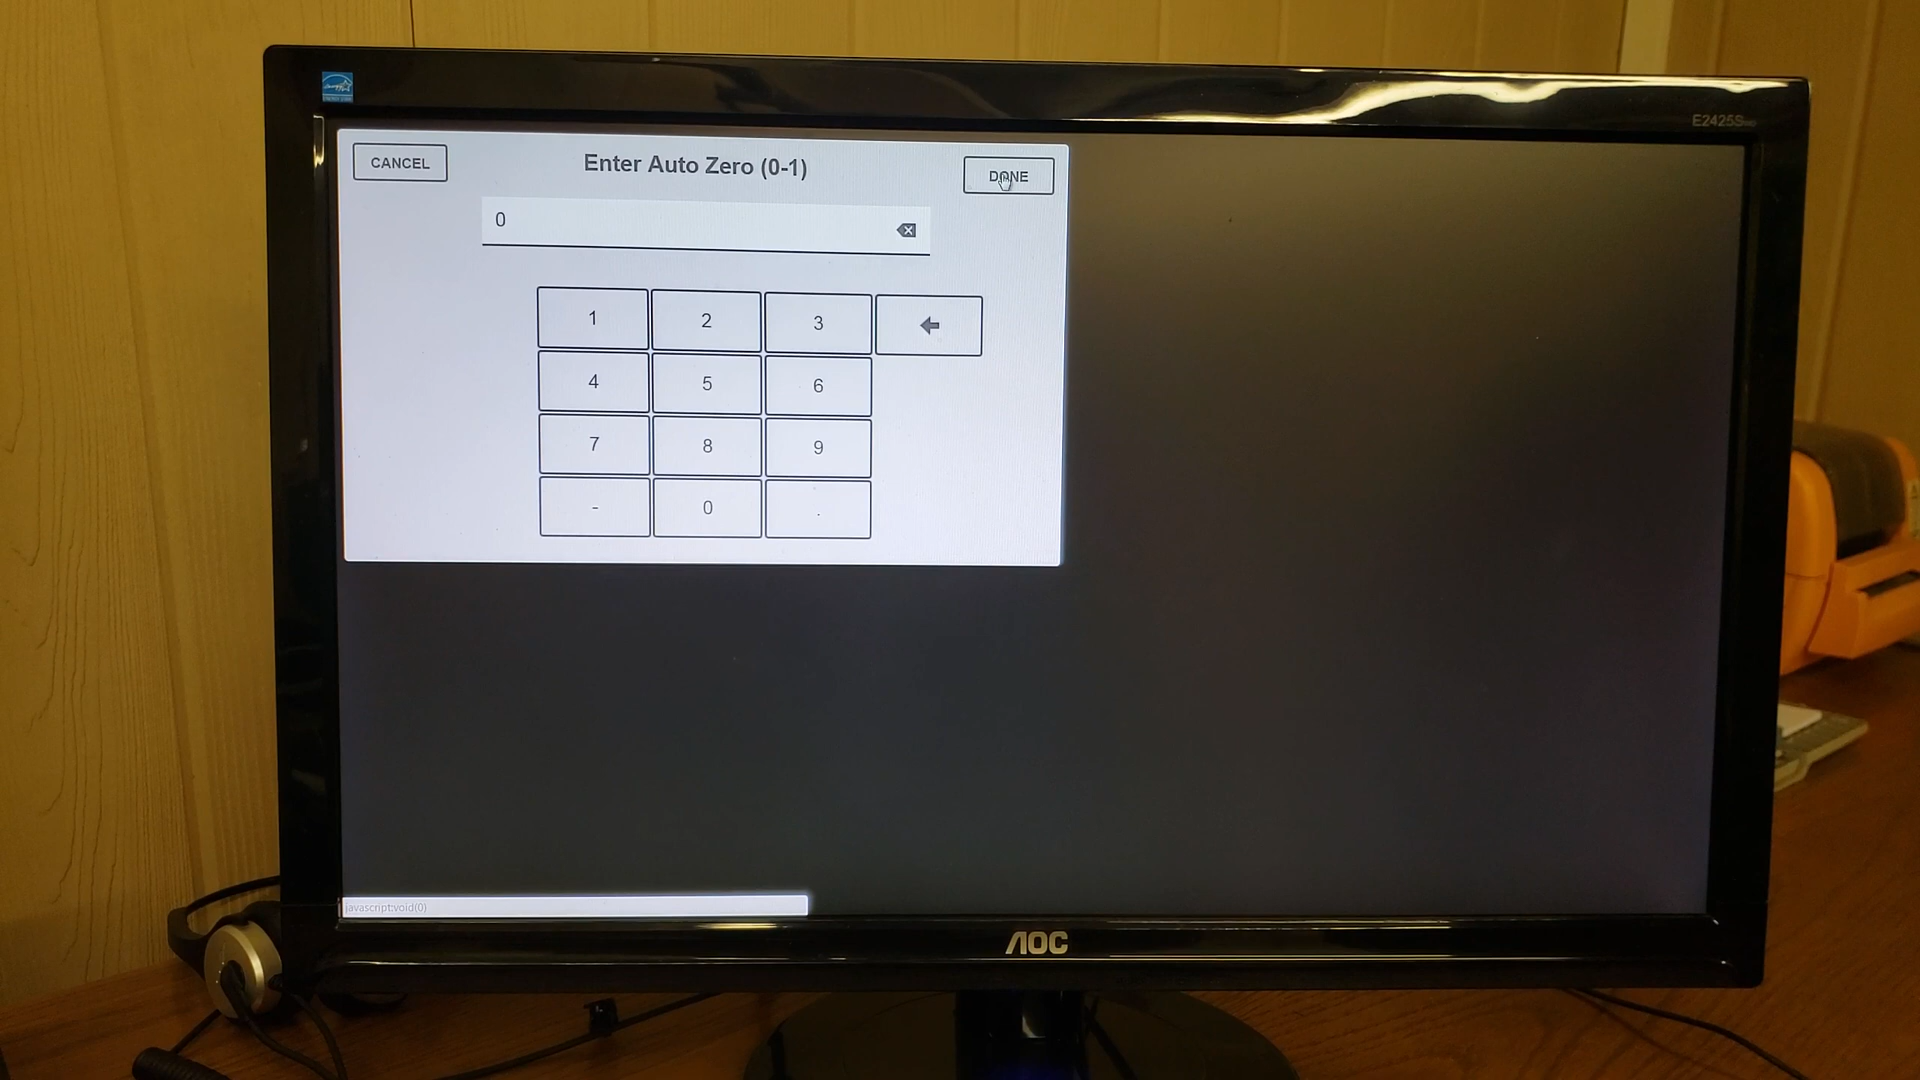 E2425S
CANCEL
Enter Auto Zero (0-1)
DONE
0
1 2 3
4 5 6
7 8 9
- 0 .
javascript:void(0)
AOC